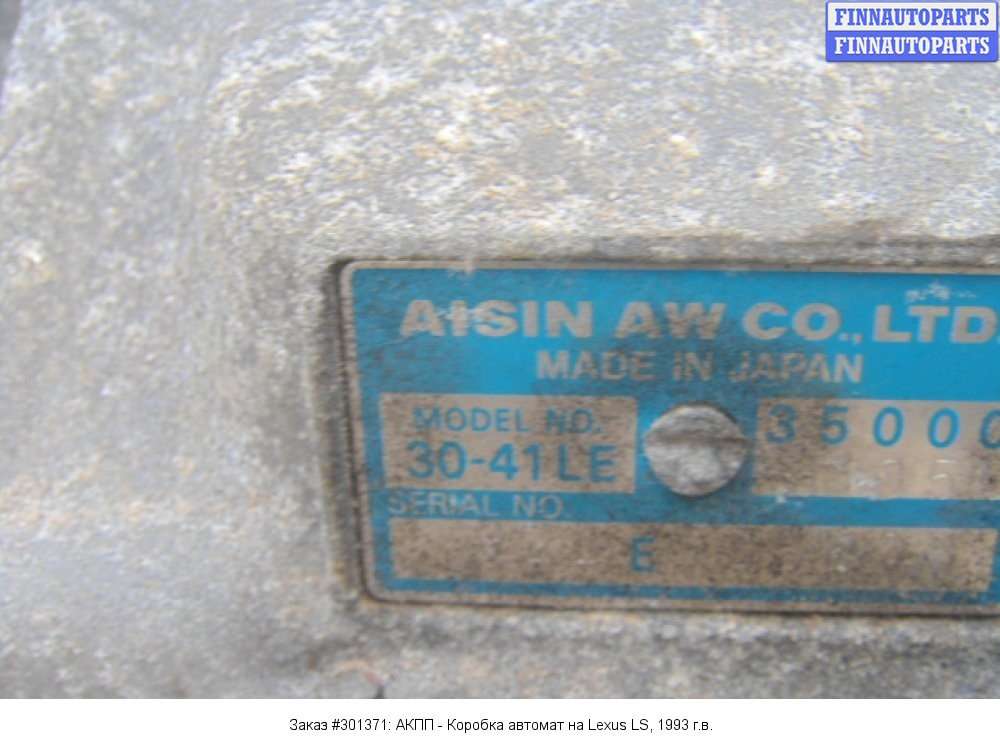 FINNAUTOPARTS
FINNAUTOPARTS
AISIN AW CO., LTD.
MADE IN JAPAN
MODEL NO.
30-41LE
35000
SERIAL NO.
E
Заказ #301371: АКПП - Коробка автомат на Lexus LS, 1993 г.в.